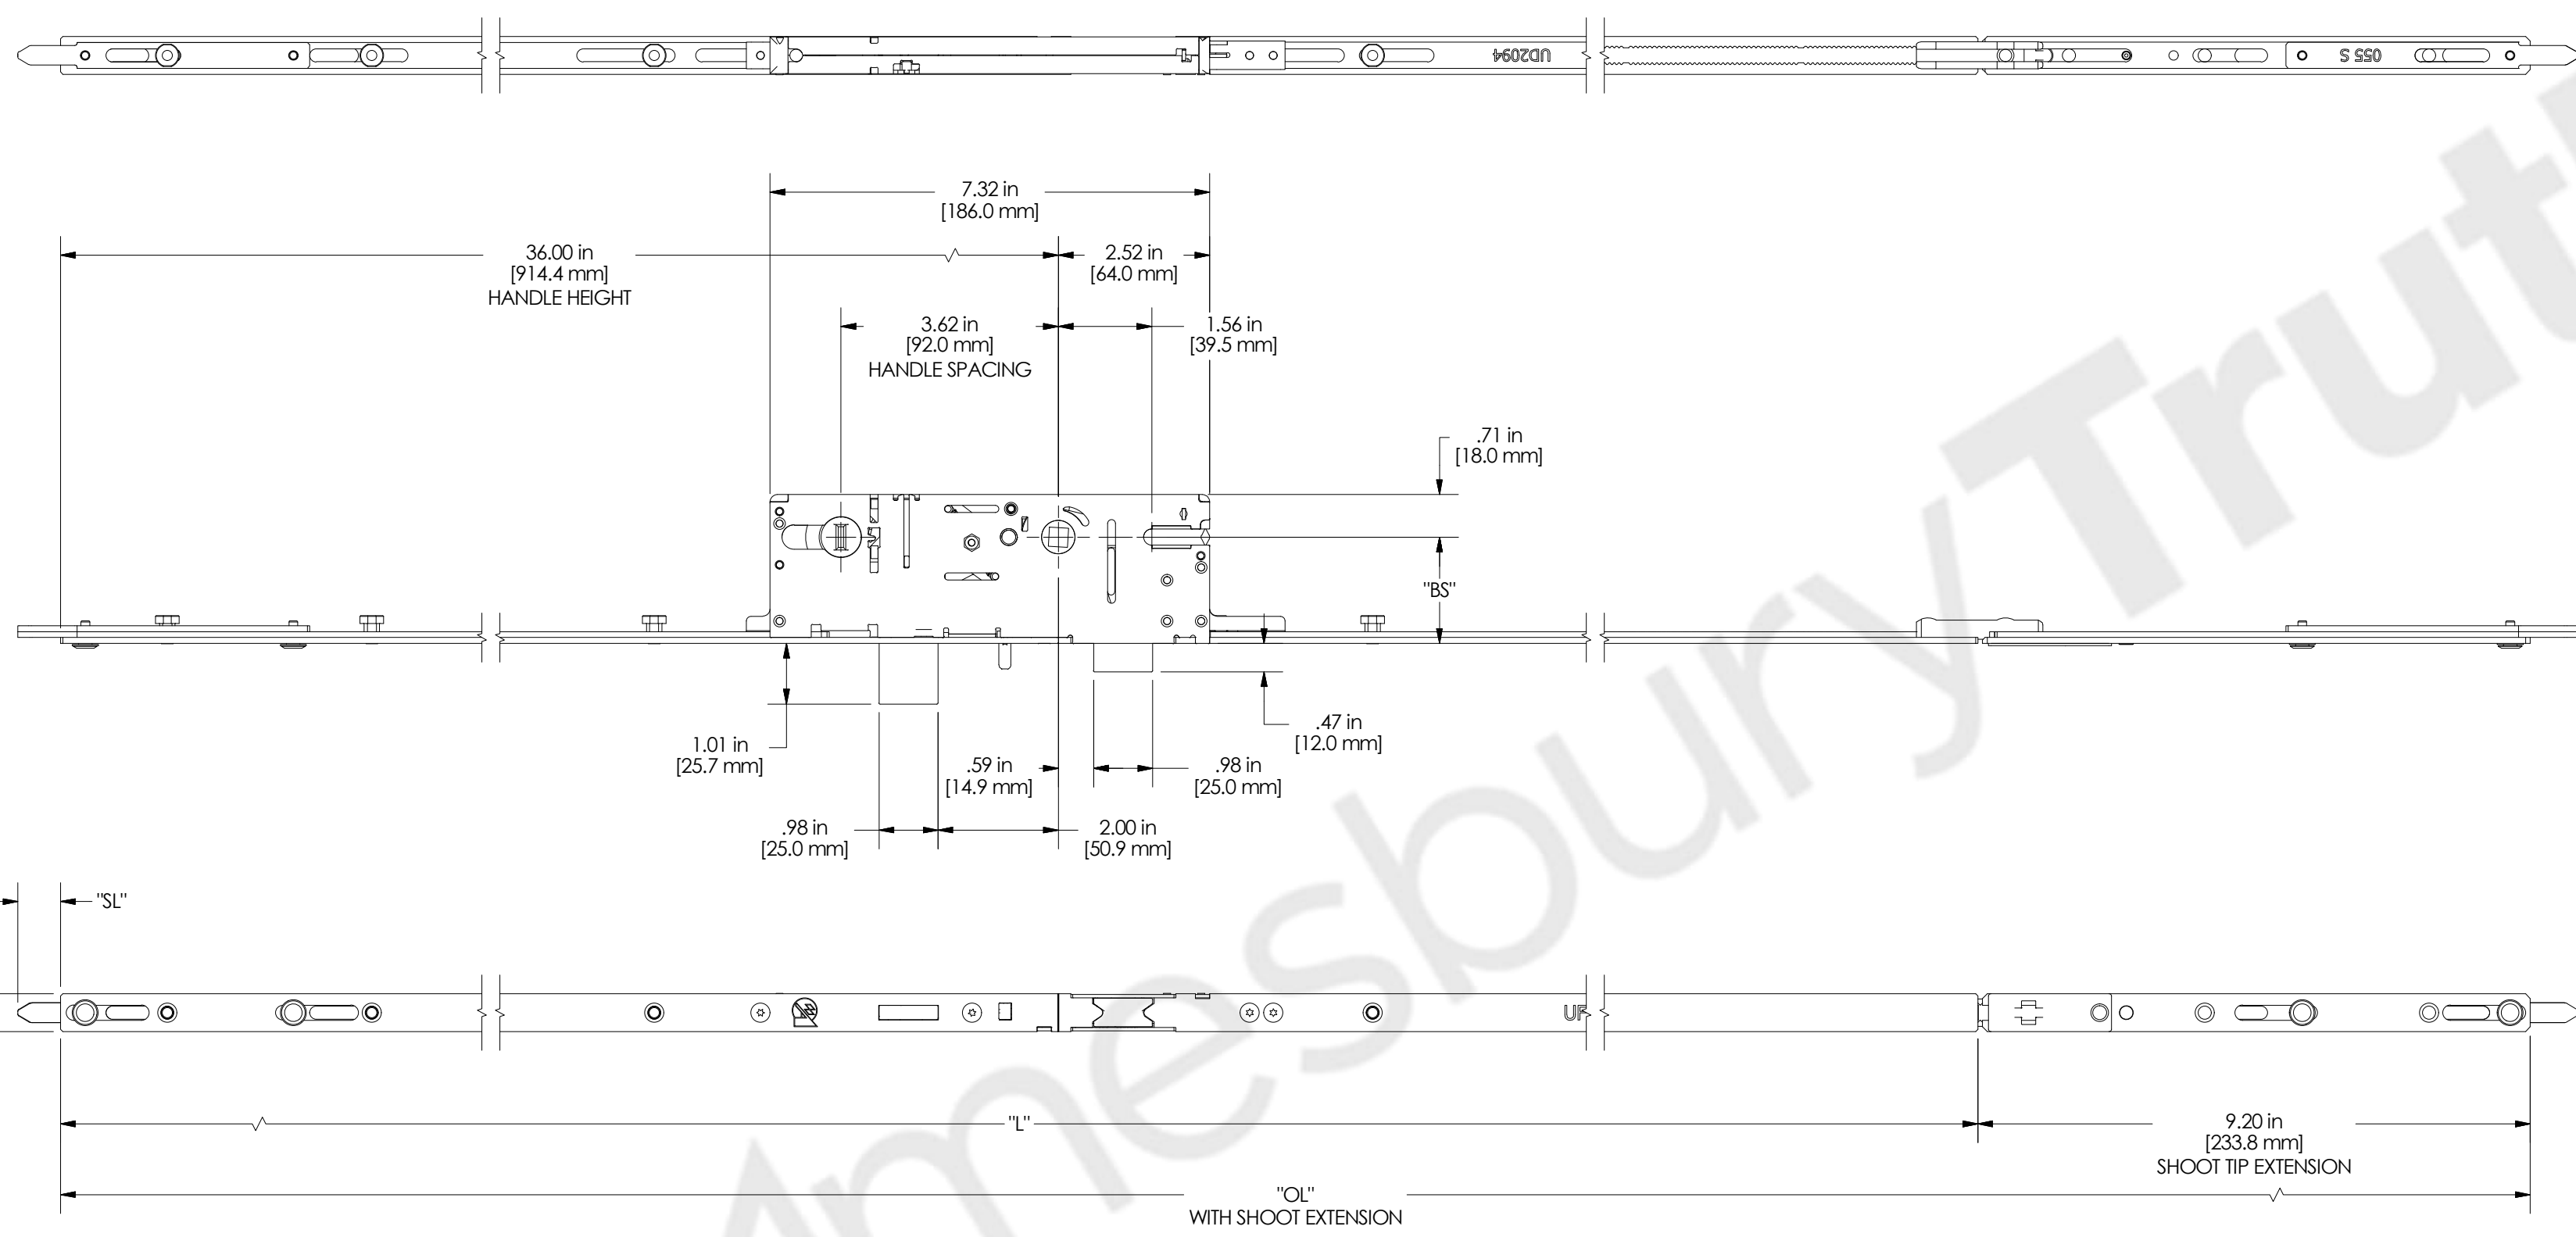 UD2094
055 S
7.32 in
[186.0 mm]
36.00 in
[914.4 mm]
HANDLE HEIGHT
2.52 in
[64.0 mm]
3.62 in
[92.0 mm]
HANDLE SPACING
1.56 in
[39.5 mm]
.71 in
[18.0 mm]
"BS"
1.01 in
[25.7 mm]
.47 in
[12.0 mm]
.59 in
[14.9 mm]
.98 in
[25.0 mm]
.98 in
[25.0 mm]
2.00 in
[50.9 mm]
"SL"
"L"
9.20 in
[233.8 mm]
SHOOT TIP EXTENSION
"OL"
WITH SHOOT EXTENSION
AmesburyTrut